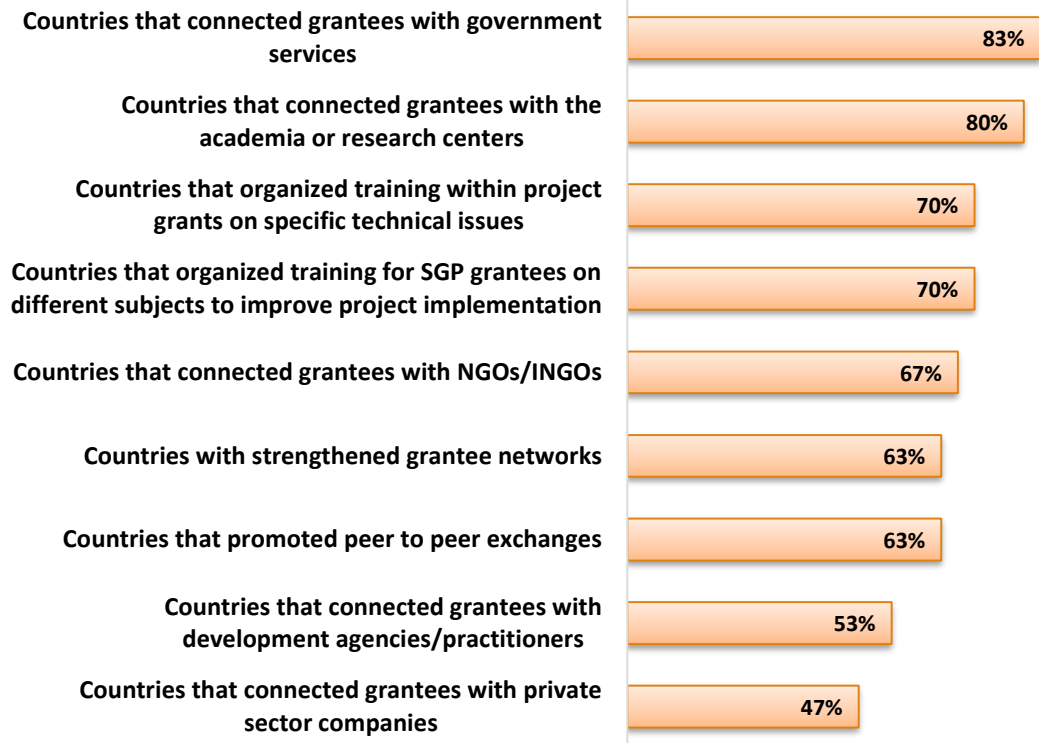 Countries that connected grantees with government
services
83%
Countries that connected grantees with the
academia or research centers
80%
Countries that organized training within project
grants on specific technical issues
70%
Countries that organized training for SGP grantees on
different subjects to improve project implementation
70%
Countries that connected grantees with NGOs/INGOs
67%
Countries with strengthened grantee networks
63%
Countries that promoted peer to peer exchanges
63%
Countries that connected grantees with
development agencies/practitioners
53%
Countries that connected grantees with private
sector companies
47%